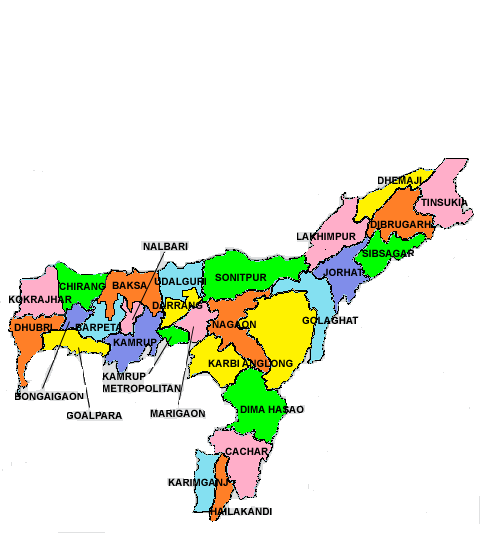 DHEMAJI
TINSUKIA
DIBRUGARH
LAKHIMPUR
NALBARI
SIBSAGAR
JORHAT
SONITPUR
UDALGURI
BAKSA
CHIRANG
KOKRAJHAR
DARRANG
GOLAGHAT
NAGAON
DHUBRI
BARPETA
KAMRUP
KARBI ANGLONG
KAMRUP
METROPOLITAN
BONGAIGAON
GOALPARA
MARIGAON
DIMA HASAO
CACHAR
KARIMGANJ
HAILAKANDI